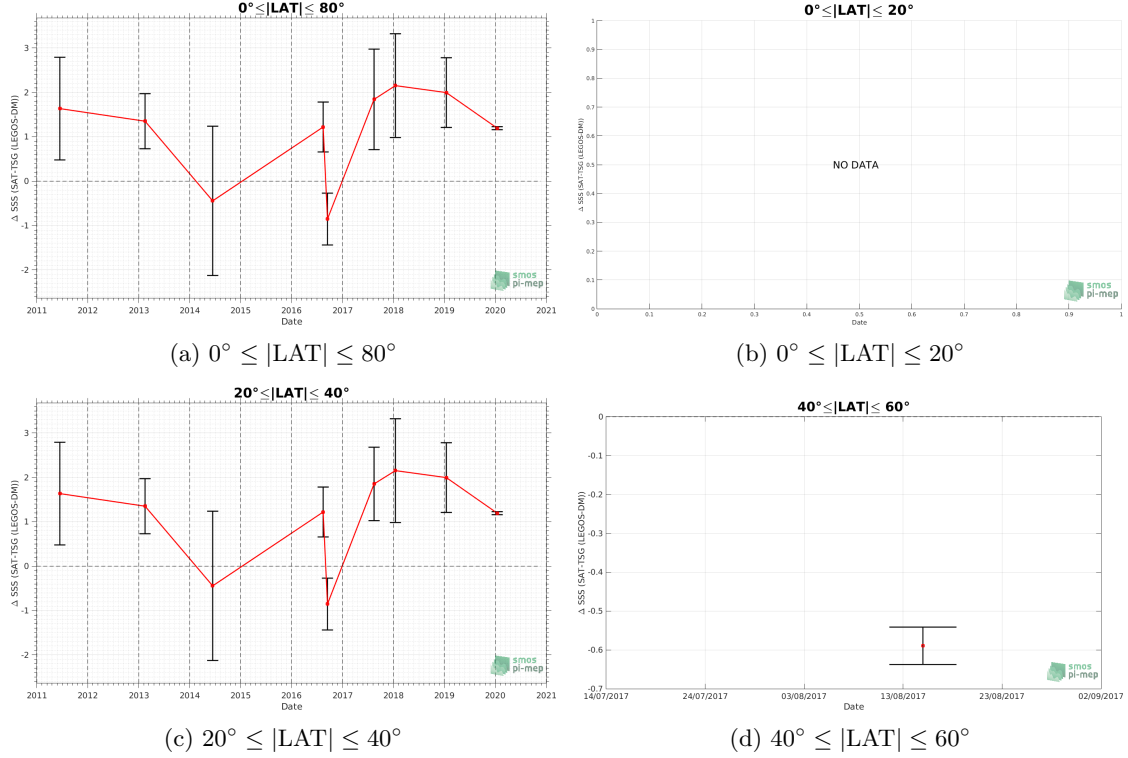 0°≤|LAT|≤ 80°
Δ SSS (SAT-TSG (LEGOS-DM))
3
2
1
0
-1
-2
2011 2012 2013 2014 2015 2016 2017 2018 2019 2020 2021
Date
smos
pi-mep
(a) 0° ≤ |LAT| ≤ 80°
0°≤|LAT|≤ 20°
Δ SSS (SAT-TSG (LEGOS-DM))
1
0.9
0.8
0.7
0.6
0.5
0.4
0.3
0.2
0.1
0
NO DATA
0 0.1 0.2 0.3 0.4 0.5 0.6 0.7 0.8 0.9 1
Date
smos
pi-mep
(b) 0° ≤ |LAT| ≤ 20°
20°≤|LAT|≤ 40°
Δ SSS (SAT-TSG (LEGOS-DM))
3
2
1
0
-1
-2
2011 2012 2013 2014 2015 2016 2017 2018 2019 2020 2021
Date
smos
pi-mep
(c) 20° ≤ |LAT| ≤ 40°
40°≤|LAT|≤ 60°
Δ SSS (SAT-TSG (LEGOS-DM))
0
-0.1
-0.2
-0.3
-0.4
-0.5
-0.6
-0.7
14/07/2017 24/07/2017 03/08/2017 13/08/2017 23/08/2017 02/09/2017
Date
smos
pi-mep
(d) 40° ≤ |LAT| ≤ 60°